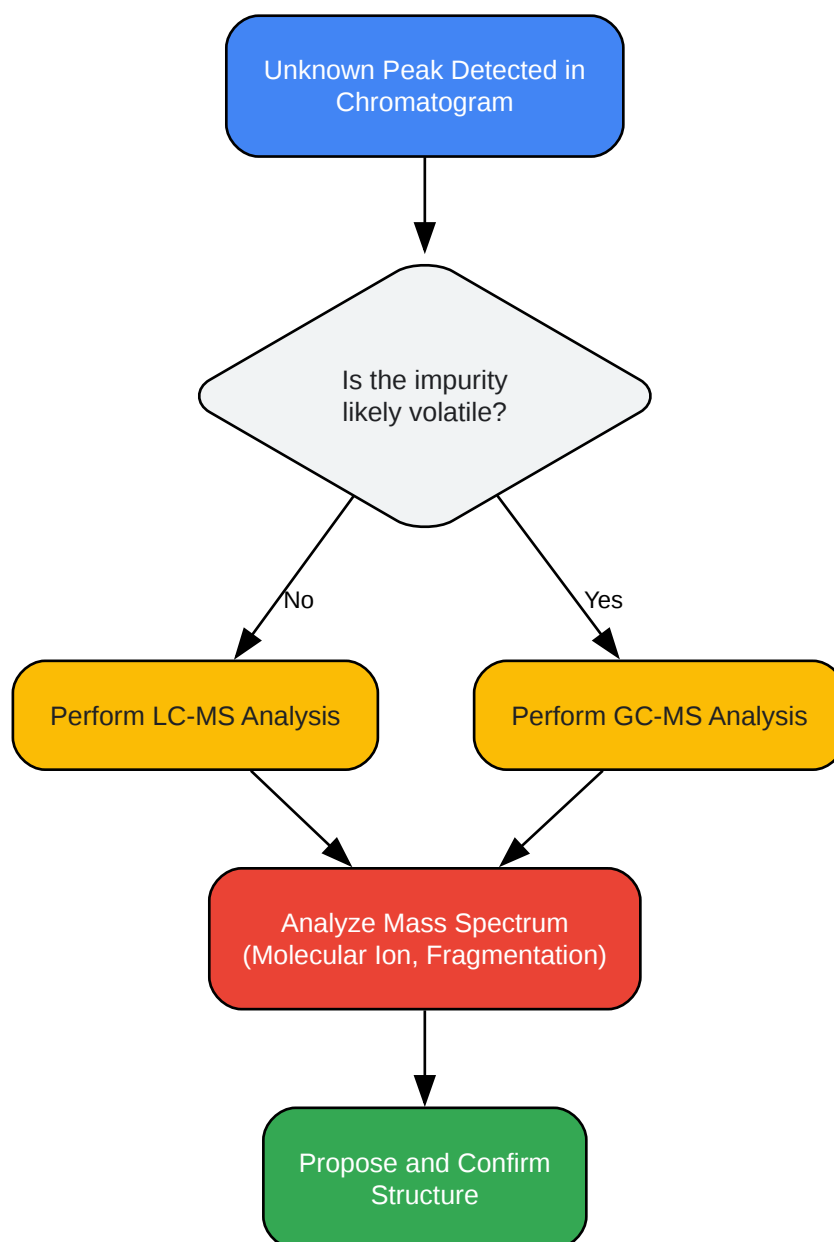 Unknown Peak Detected in
Chromatogram
Is the impurity
likely volatile?
No
Yes
Perform LC-MS Analysis
Perform GC-MS Analysis
Analyze Mass Spectrum
(Molecular Ion, Fragmentation)
Propose and Confirm
Structure